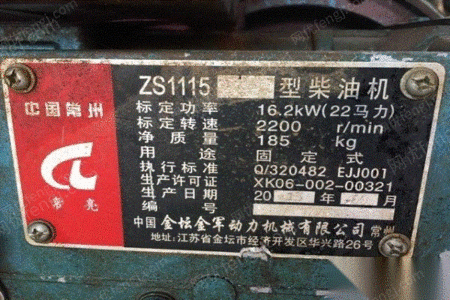 ZS1115 型柴油机
中国常州
标定功率 16.2kW(22马力)
标定转速 2200 r/min
净质量 185 kg
用途 固定式
执行标准 Q/320482 EJJ001
生产许可证 XK06-002-00321
生产日期 20 年 月
编号
亮
中国 金坛金军动力机械有限公司 常州
地址:江苏省金坛市经济开发区华兴路26号